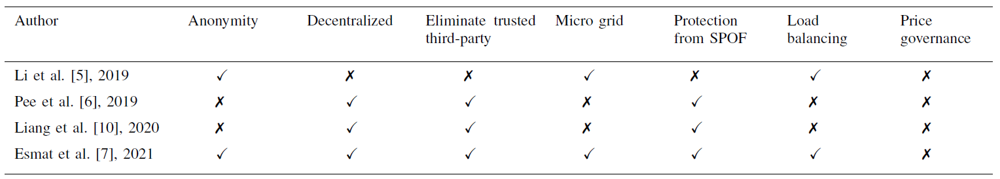 Author Anonymity Decentralized Eliminate trusted Micro grid Protection Load Price
third-party from SPOF balancing governance
Li et al. [5], 2019 ✓ ✗ ✗ ✓ ✗ ✓ ✗
Pee et al. [6], 2019 ✗ ✓ ✓ ✗ ✓ ✗ ✗
Liang et al. [10], 2020 ✗ ✓ ✓ ✗ ✓ ✗ ✗
Esmat et al. [7], 2021 ✓ ✓ ✓ ✓ ✓ ✓ ✗